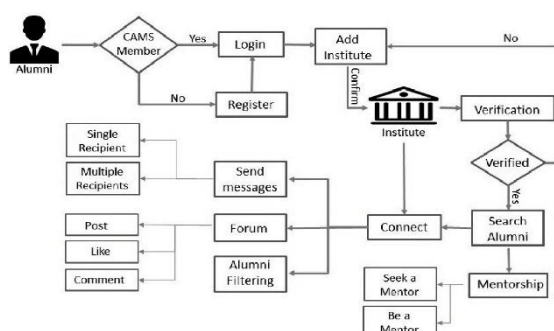 CAMS
Member
Yes
Login
Add
Institute
No
Alumni
Confirm
No
Register
Institute
Verification
Single
Recipient
Multiple
Recipients
Send
messages
Verified
Yes
Post
Forum
Connect
Search
Alumni
Like
Comment
Alumni
Filtering
Seek a
Mentor
Mentorship
Be a
Mentor